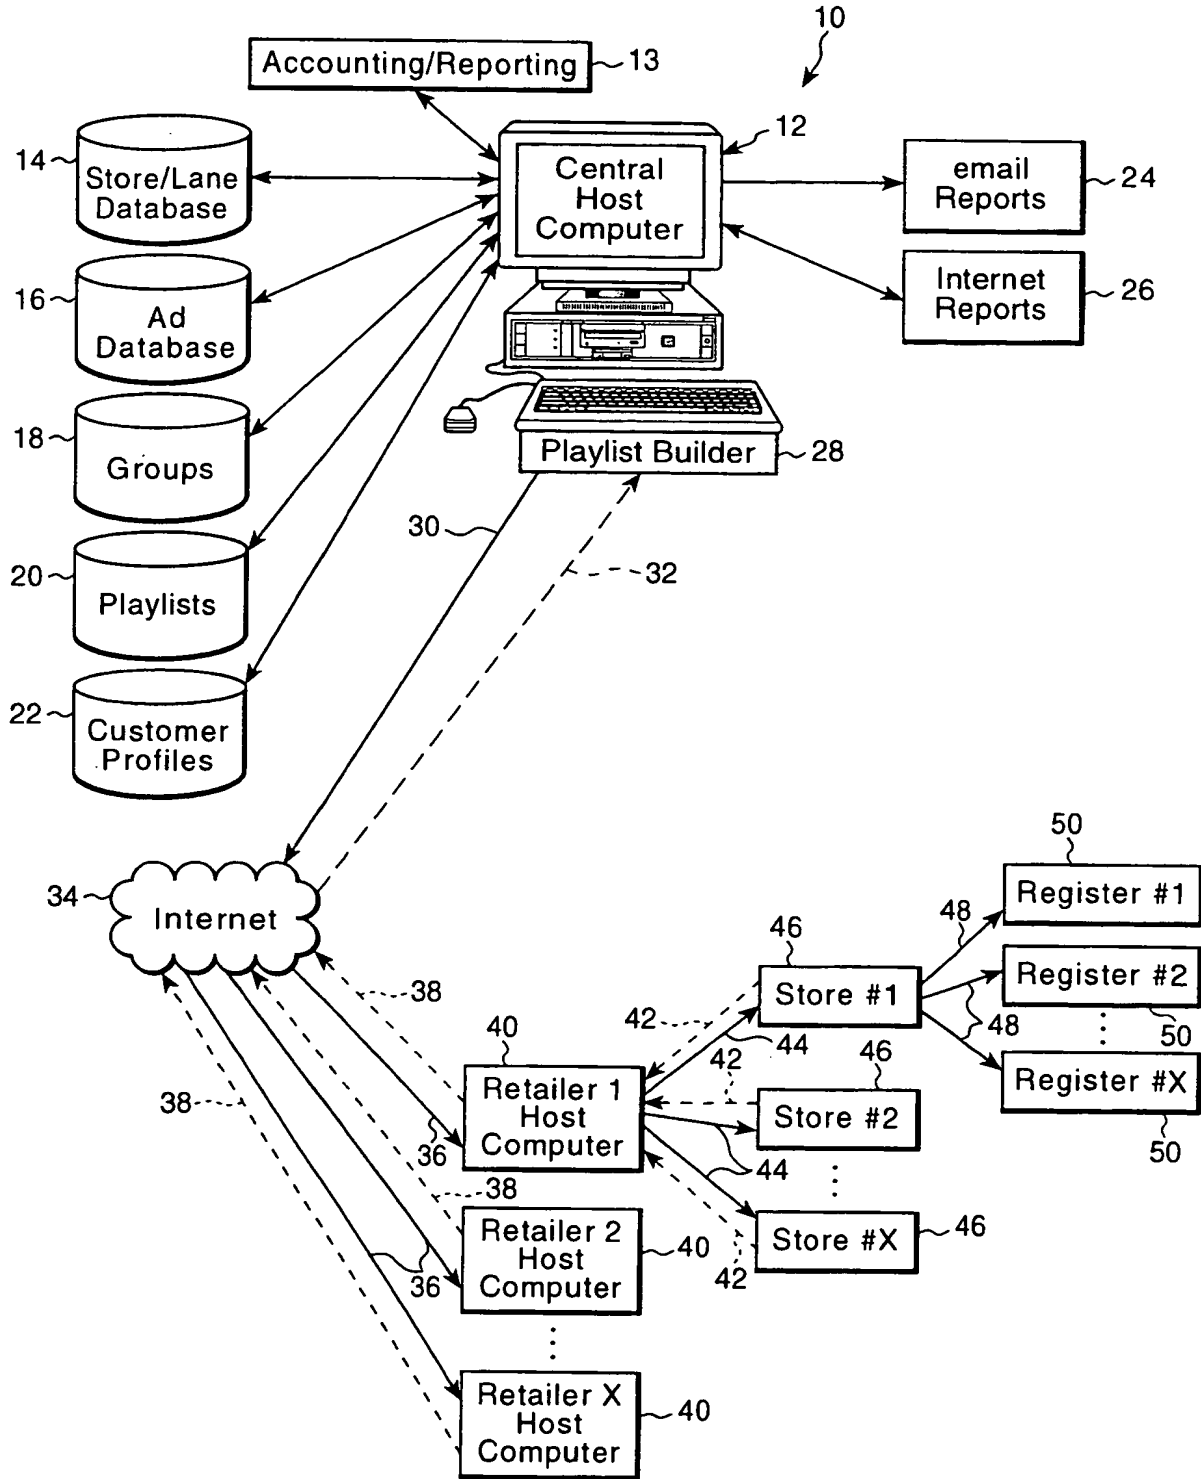 10
Accounting/Reporting
13
14
Store/Lane
Database
Central
Host
Computer
12
email
Reports
24
16
Ad
Database
Internet
Reports
26
18
Groups
Playlist Builder
28
20
Playlists
30
32
22
Customer
Profiles
34
Internet
50
Register #1
48
46
Store #1
Register #2
50
48
38
42
44
40
Retailer 1
Host
Computer
46
42
Store #2
Register #X
50
38
36
44
38
Retailer 2
Host
Computer
40
42
Store #X
46
36
Retailer X
Host
Computer
40